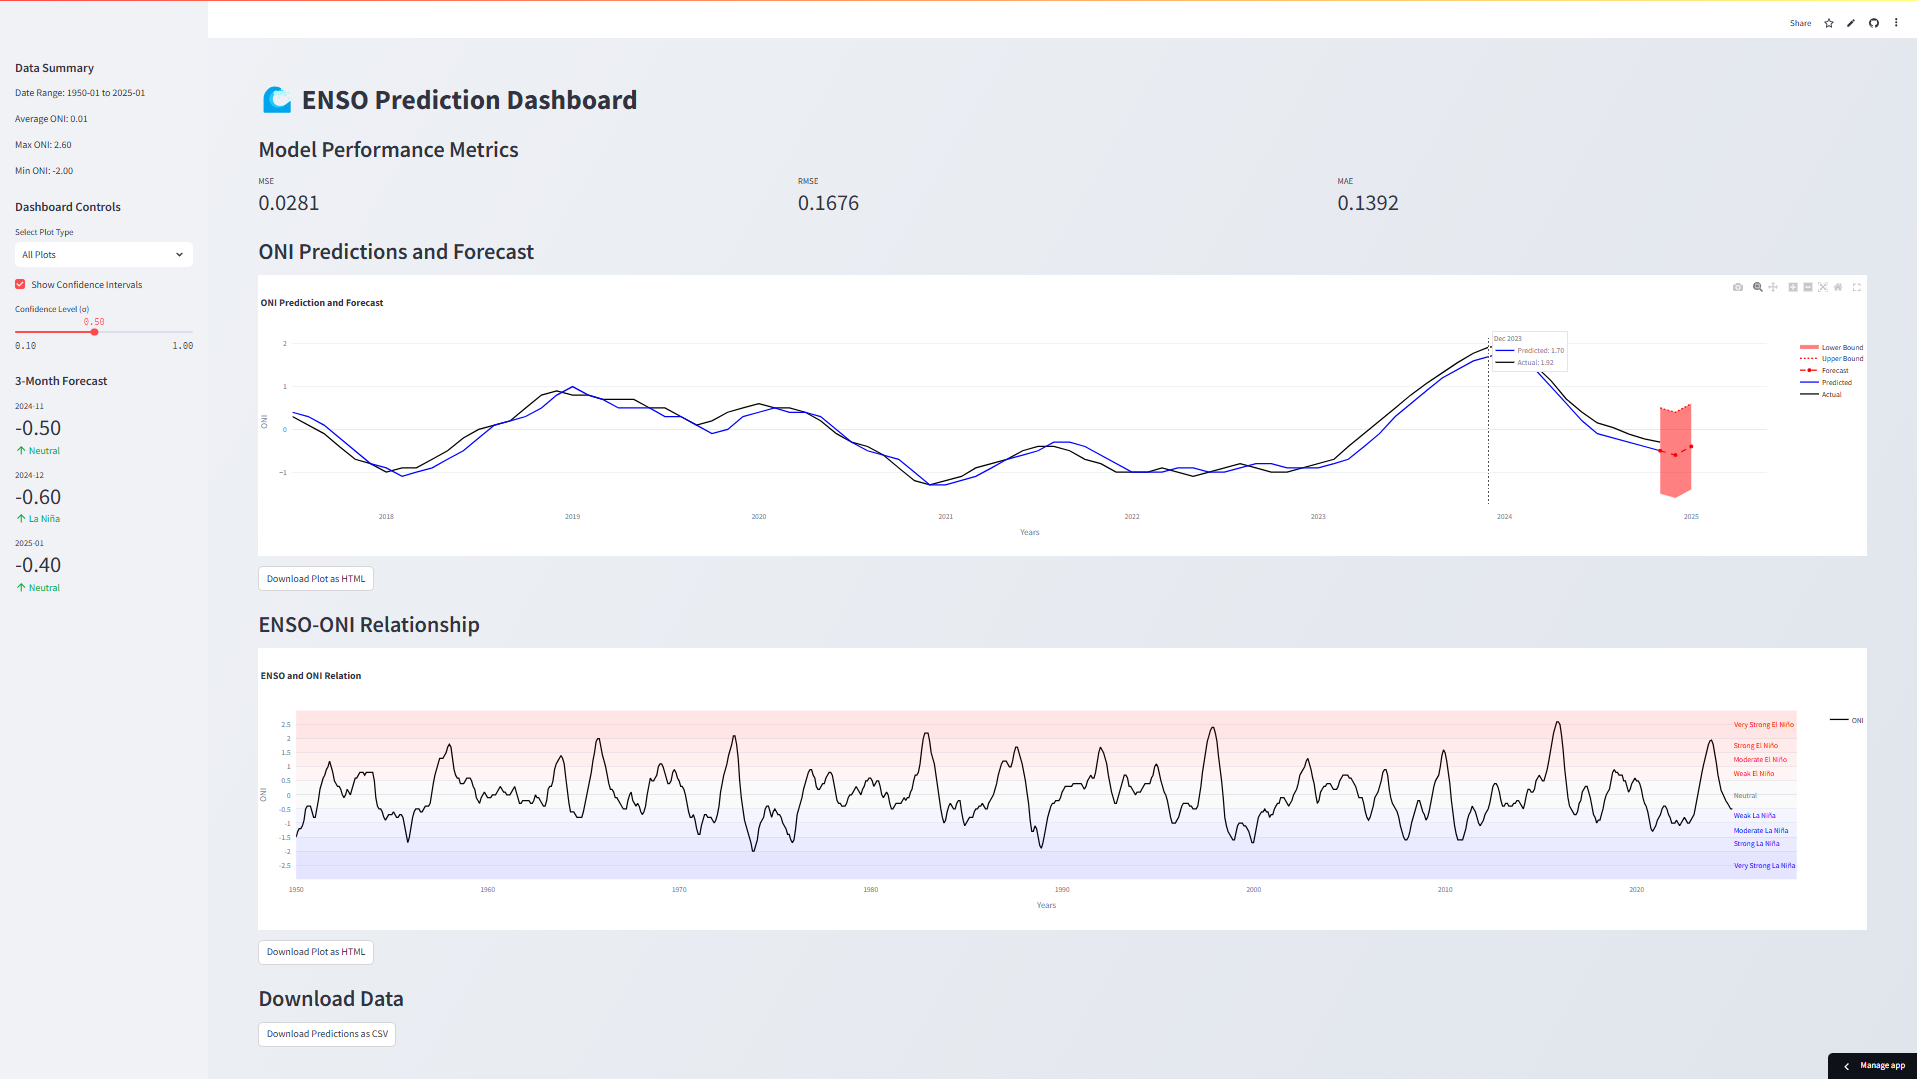 Share
Data Summary
Date Range: 1950-01 to 2025-01
Average ONI: 0.01
Max ONI: 2.60
Min ONI: -2.00
Dashboard Controls
Select Plot Type
All Plots
Show Confidence Intervals
Confidence Level (α)
0.50
0.10 1.00
3-Month Forecast
2024-11
-0.50
Neutral
2024-12
-0.60
La Niña
2025-01
-0.40
Neutral
ENSO Prediction Dashboard
Model Performance Metrics
MSE RMSE MAE
0.0281 0.1676 0.1392
ONI Predictions and Forecast
ONI Prediction and Forecast
Dec 2023
Predicted: 1.70
Actual: 1.92
Lower Bound
Upper Bound
Forecast
Predicted
Actual
2
1
0
−1
ONI
2018 2019 2020 2021 2022 2023 2024 2025
Years
Download Plot as HTML
ENSO-ONI Relationship
ENSO and ONI Relation
ONI
2.5
2
1.5
1
0.5
0
-0.5
-1
-1.5
-2
-2.5
ONI
Very Strong El Niño
Strong El Niño
Moderate El Niño
Weak El Niño
Neutral
Weak La Niña
Moderate La Niña
Strong La Niña
Very Strong La Niña
1950 1960 1970 1980 1990 2000 2010 2020
Years
Download Plot as HTML
Download Data
Download Predictions as CSV
Manage app